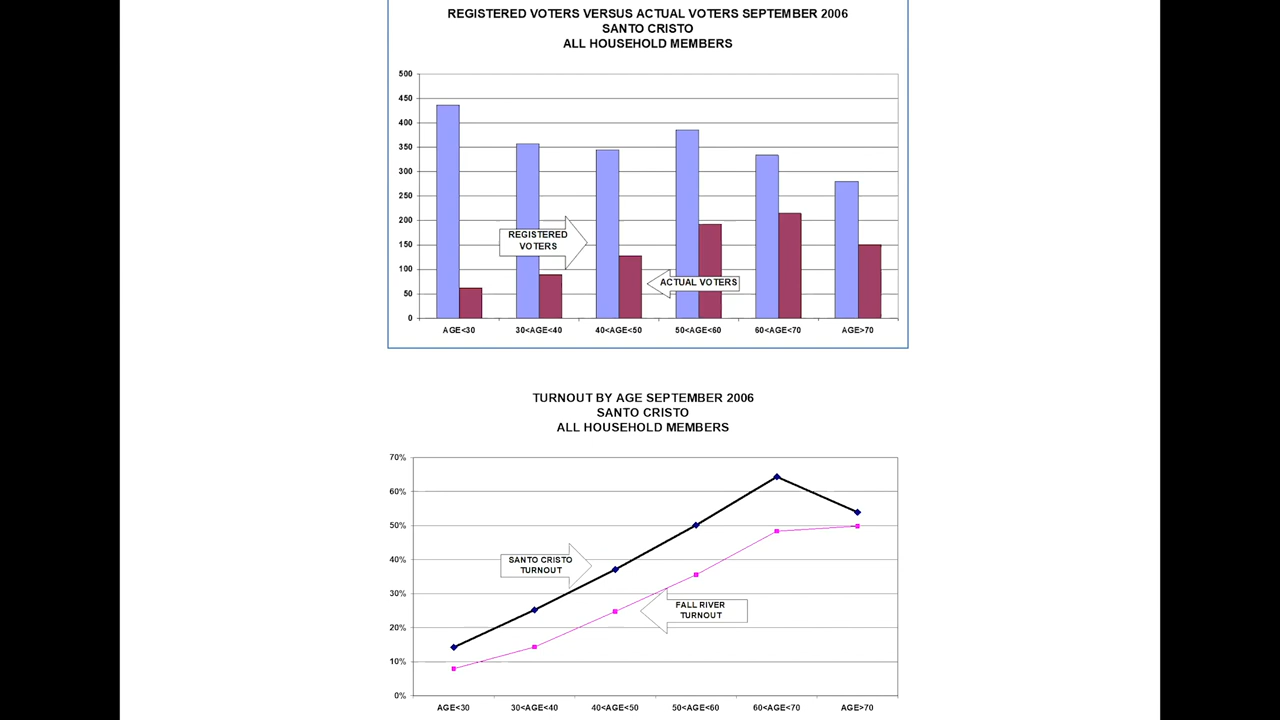 REGISTERED VOTERS VERSUS ACTUAL VOTERS SEPTEMBER 2006
SANTO CRISTO
ALL HOUSEHOLD MEMBERS
500
450
400
350
300
250
200
150
100
50
0
REGISTERED
VOTERS
ACTUAL VOTERS
AGE<30 30<AGE<40 40<AGE<50 50<AGE<60 60<AGE<70 AGE>70
TURNOUT BY AGE SEPTEMBER 2006
SANTO CRISTO
ALL HOUSEHOLD MEMBERS
70%
60%
50%
40%
30%
20%
10%
0%
SANTO CRISTO
TURNOUT
FALL RIVER
TURNOUT
AGE<30 30<AGE<40 40<AGE<50 50<AGE<60 60<AGE<70 AGE>70